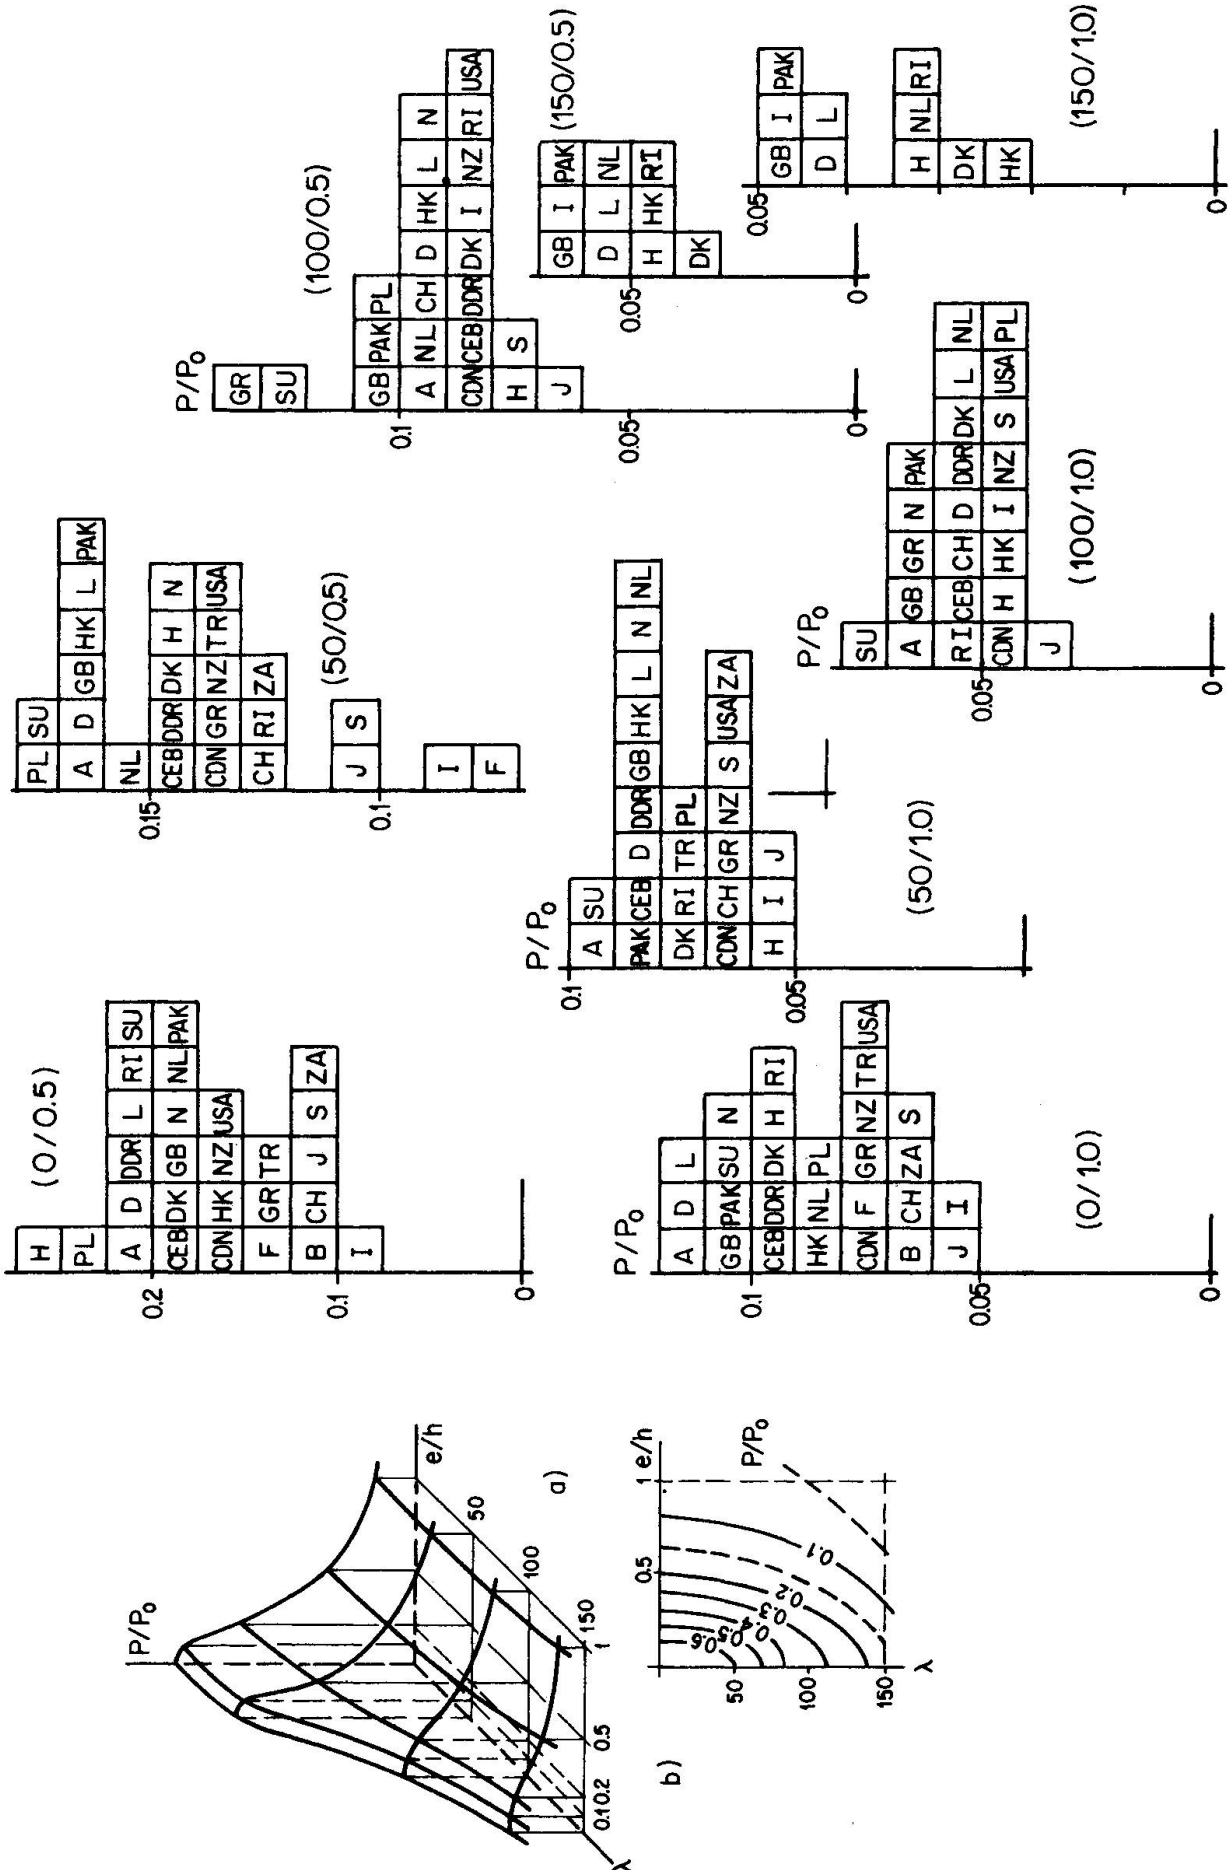 P/P₀
e/h
50
100
150
1
0.5
0.2
0.1
λ
a)
1 e/h
0.5
P/P₀
0.1
0.2
0.3
0.4
0.5
0.6
50
100
150
λ
b)
(0/0.5)
H
PL
A D DDR L RI SU
0.2
CEB DK GB N NL PAK
CDN HK NZ USA
F GR TR
B CH J S ZA
0.1
I
0
P/P₀
A D L
GB PAK SU N
0.1
CEB DDR DK H RI
HK NL PL
CDN F GR NZ TR USA
B CH ZA S
J I
0.05
0
(0/1.0)
PL SU
A D GB HK L PAK
NL
0.15
CEB DDR DK H N
CDN GR NZ TR USA
CH RI ZA
J S
0.1
I
F
(50/0.5)
P/P₀
0.1
A SU
PAK CEB D DDR GB HK L N NL
DK RI TR PL
CDN CH GR NZ S USA ZA
H I J
0.05
(50/1.0)
P/P₀
GR
SU
(100/0.5)
GB PAK PL
0.1
A NL CH D HK L N
CDN CEB DDR DK I NZ RI USA
H S
J
0.05
0
P/P₀
SU
A GB GR N PAK
RI CEB CH D DDR DK L NL
0.05
CDN H HK I NZ S USA PL
J
0
(100/1.0)
(150/0.5)
GB I PAK
D L NL
0.05
H HK RI
DK
0
0.05
GB I PAK
D L
H NL RI
DK
HK
0
(150/1.0)